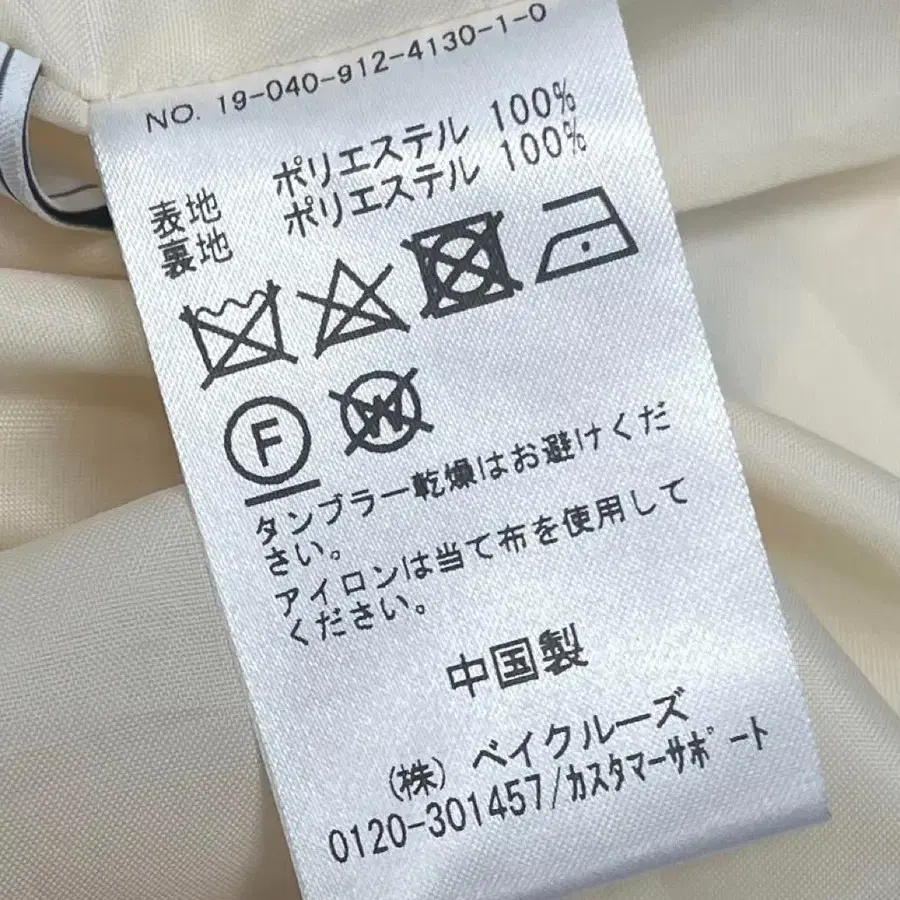 NO. 19-040-912-4130-1-0
表地 ポリエステル 100%
裏地 ポリエステル 100%
F W
タンブラー乾燥はお避けくだ
さい。
アイロンは当て布を使用して
ください。
中国製
(株) ベイクルーズ
0120-301457/カスタマーサポート